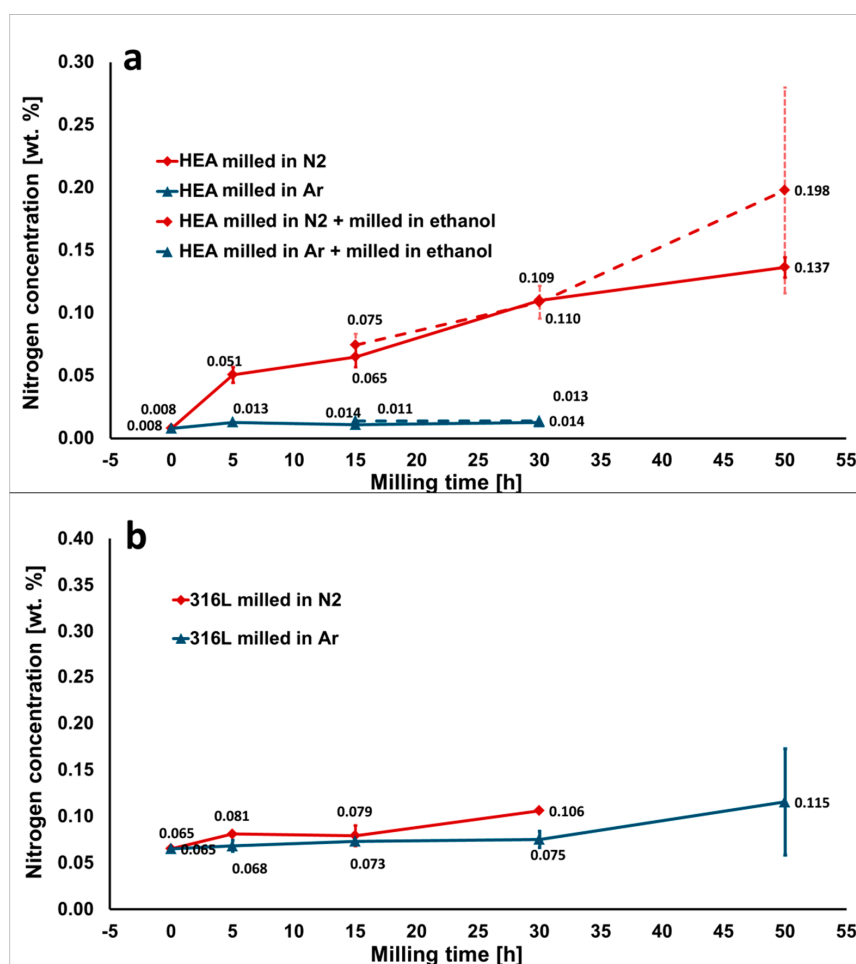 a
Nitrogen concentration [wt. %]
0.30
0.25
0.20
0.15
0.10
0.05
0.00
HEA milled in N2
HEA milled in Ar
HEA milled in N2 + milled in ethanol
HEA milled in Ar + milled in ethanol
0.198
0.137
0.109
0.110
0.075
0.065
0.051
0.008
0.008
0.013
0.014
0.011
0.013
0.014
-5 0 5 10 15 20 25 30 35 40 45 50 55
Milling time [h]
b
Nitrogen concentration [wt. %]
0.40
0.35
0.30
0.25
0.20
0.15
0.10
0.05
0.00
316L milled in N2
316L milled in Ar
0.065
0.081
0.079
0.106
0.115
0.065
0.068
0.073
0.075
-5 0 5 10 15 20 25 30 35 40 45 50 55
Milling time [h]